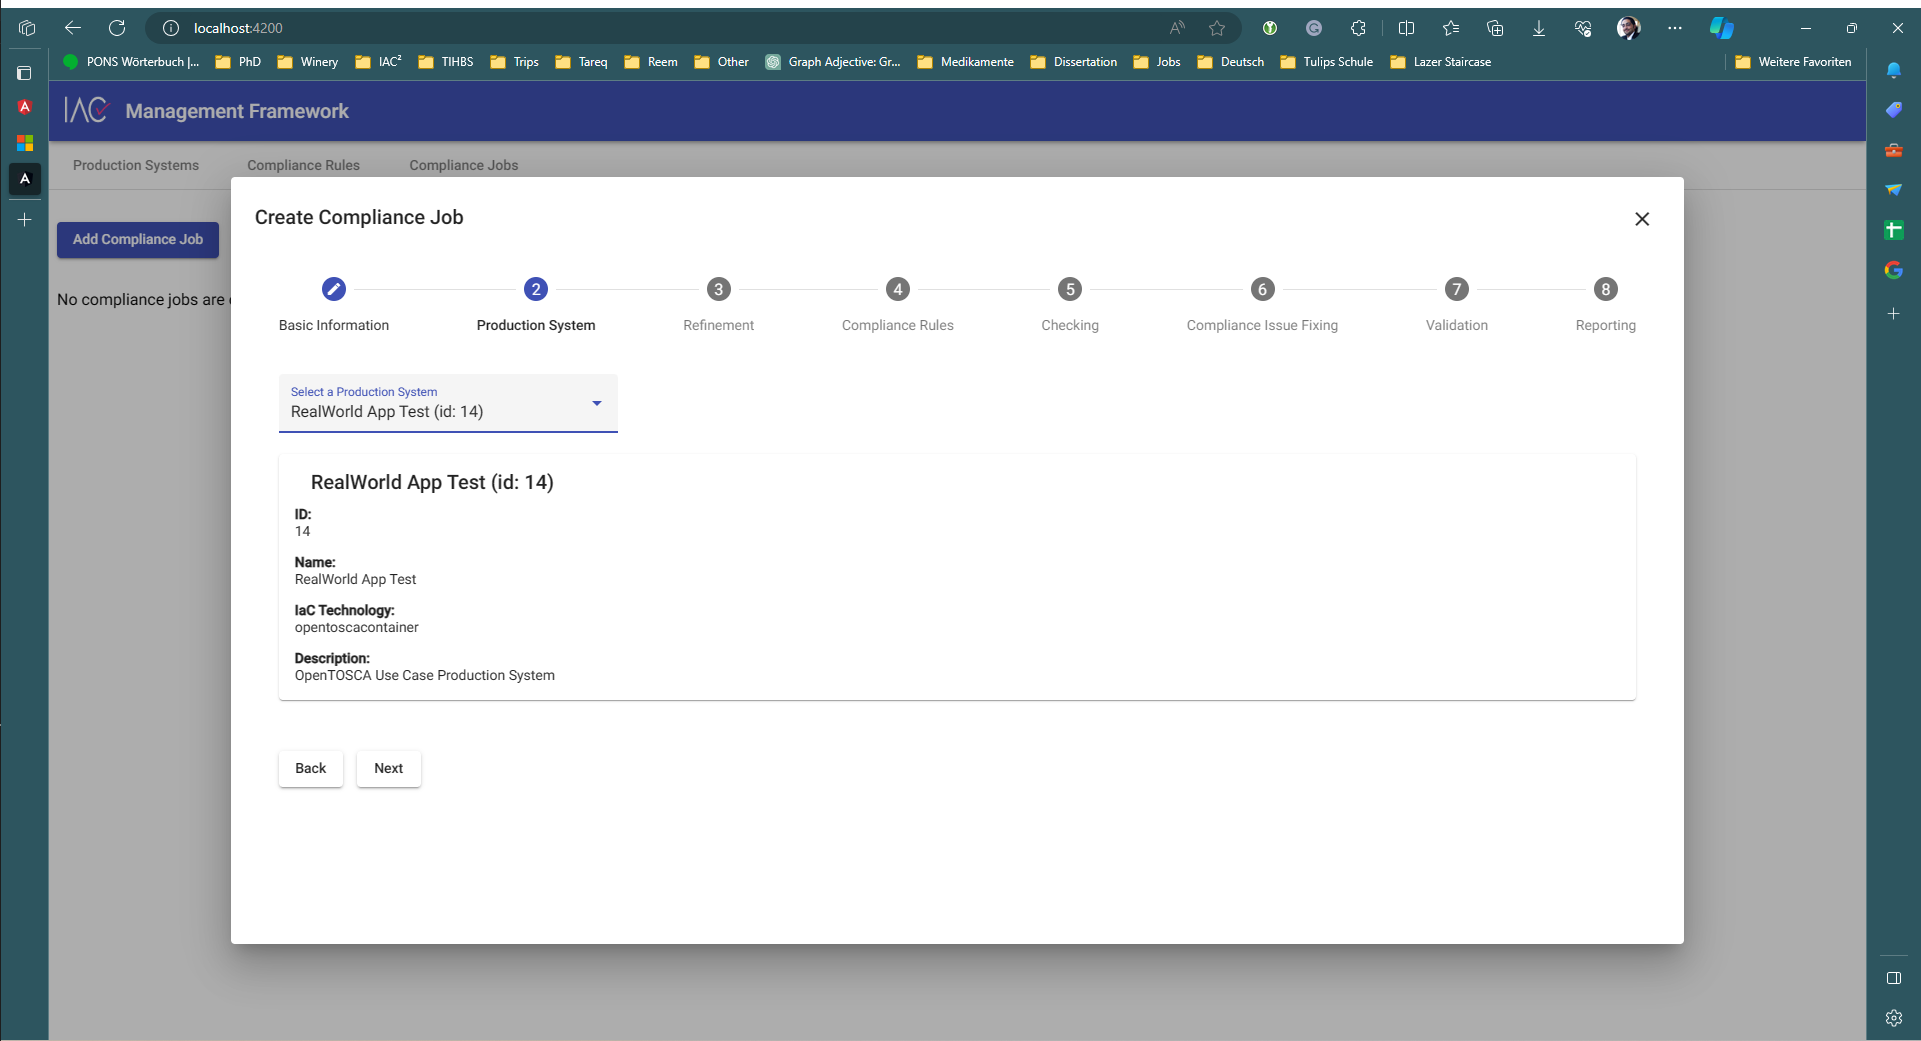 localhost:4200
PONS Wörterbuch |... PhD Winery IAC² TIHBS Trips Tareq Reem Other Graph Adjective: Gr... Medikamente Dissertation Jobs Deutsch Tulips Schule Lazer Staircase Weitere Favoriten
IAC Management Framework
Production Systems Compliance Rules Compliance Jobs
Add Compliance Job
No compliance jobs are
Create Compliance Job
2 3 4 5 6 7 8
Basic Information Production System Refinement Compliance Rules Checking Compliance Issue Fixing Validation Reporting
Select a Production System
RealWorld App Test (id: 14)
RealWorld App Test (id: 14)
ID:
14
Name:
RealWorld App Test
IaC Technology:
opentoscacontainer
Description:
OpenTOSCA Use Case Production System
Back Next